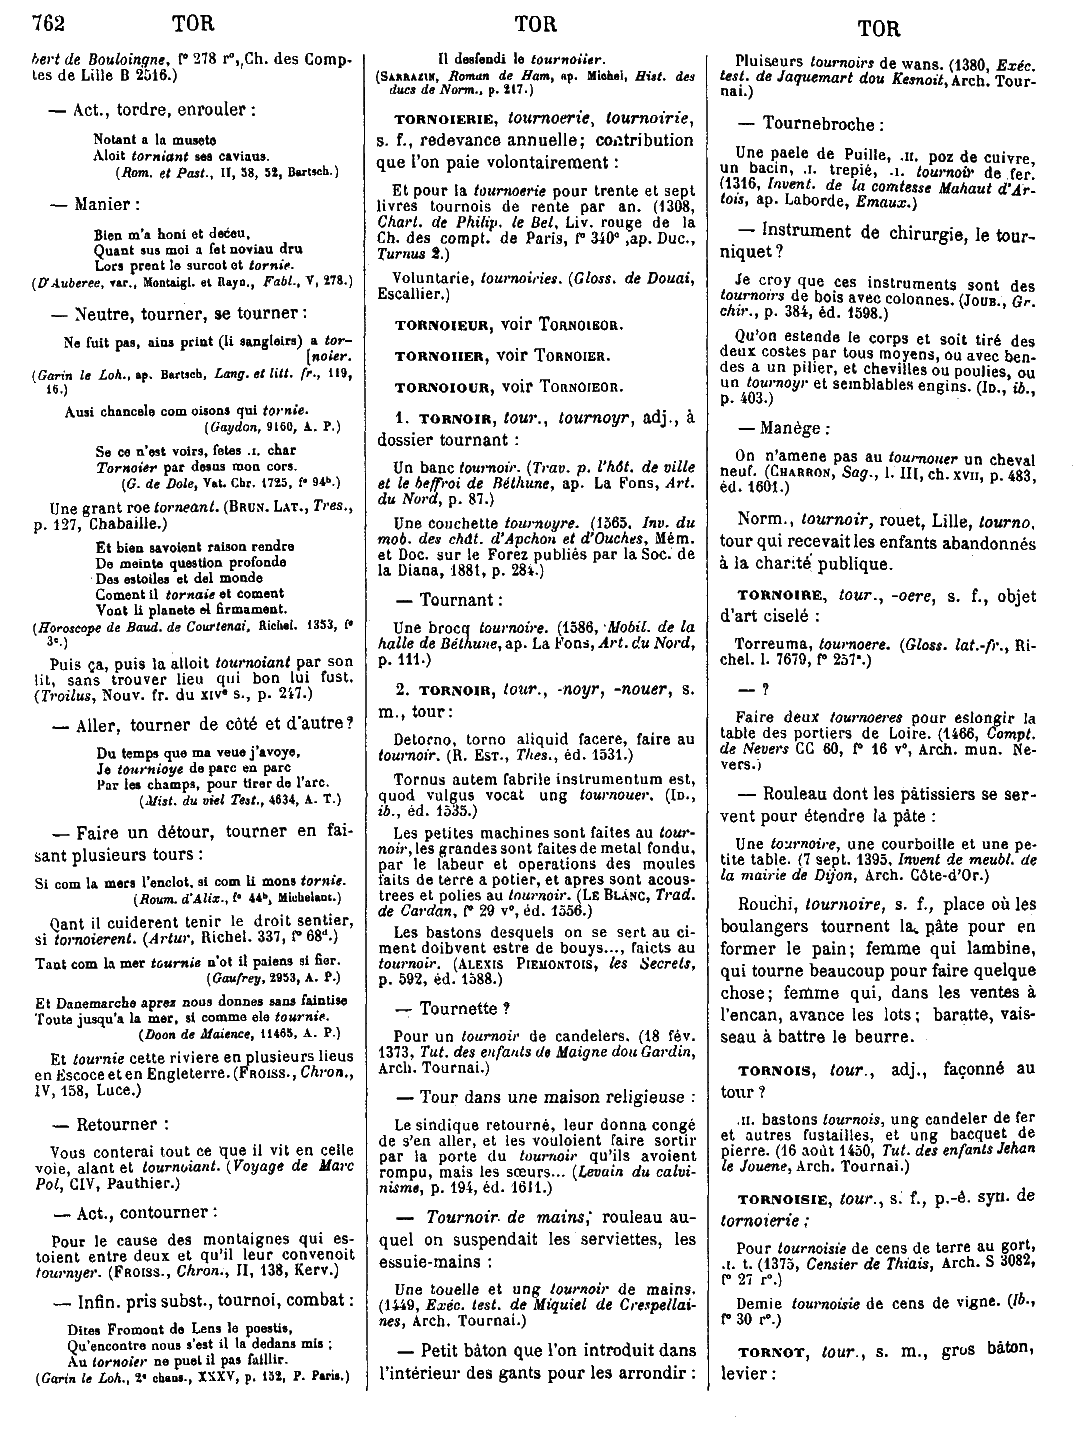 762 TOR TOR TOR
bert de Bouloingne, f° 278 r°, Ch. des Comp-
tes de Lille B 2516.)
— Act., tordre, enrouler :
Notant a la musete
Aloit torniant ses caviaus.
(Rom. et Past., II, 58, 52, Bartsch.)
— Manier :
Bien m'a honi et deceu,
Quant sus moi a fet noviau dru
Lors prent le surcot et tornie.
(D'Auberee, var., Montaigl. et Rayn., Fabl., V, 278.)
— Neutre, tourner, se tourner :
Ne fuit pas, ains print (li sangleirs) a tor-
[noier.
(Garin le Loh., ap. Bartsch, Lang. et litt. fr., 119,
16.)
Ausi chancele com oisons qui tornie.
(Gaydon, 9160, A. P.)
Se ce n'est voirs, fetes .I. char
Tornoier par desus mon cors.
(G. de Dole, Vat. Chr. 1725, f° 94ᵇ.)
Une grant roe torneant. (BRUN. LAT., Tres.,
p. 127, Chabaille.)
Et bien savoient raison rendre
De meinte question profonde
Des estoiles et del monde
Coment il tornaie et coment
Vont li planete el firmament.
(Horoscope de Baud. de Courtenai, Richel. 1353, f°
3ᶜ.)
Puis ça, puis la alloit tournoiant par son
lit, sans trouver lieu qui bon lui fust.
(Troilus, Nouv. fr. du XIVᵉ s., p. 247.)
— Aller, tourner de côté et d'autre ?
Du temps que ma veue j'avoye,
Je tournioye de parc en parc
Par les champs, pour tirer de l'arc.
(Mist. du viel Test., 4634, A. T.)
— Faire un détour, tourner en fai-
sant plusieurs tours :
Si com la mers l'enclot, si com li mons tornie.
(Roum. d'Alix., f° 44ᵇ, Michelant.)
Qant il cuiderent tenir le droit sentier,
si tornoierent. (Artur, Richel. 337, f° 68ᵈ.)
Tant com la mer tournie n'ot il paiens si fier.
(Gaufrey, 2953, A. P.)
Et Danemarche aprez nous donnes sans faintise
Toute jusqu'a la mer, si comme ele tournie.
(Doon de Maience, 11465, A. P.)
Et tournie cette riviere en plusieurs lieus
en Escoce et en Engleterre. (FROISS., Chron.,
IV, 158, Luce.)
— Retourner :
Vous conterai tout ce que il vit en celle
voie, alant et tournoiant. (Voyage de Marc
Pol, CIV, Pauthier.)
— Act., contourner :
Pour le cause des montaignes qui es-
toient entre deux et qu'il leur convenoit
tournyer. (FROISS., Chron., II, 138, Kerv.)
— Infin. pris subst., tournoi, combat :
Dites Fromont de Lens le poestis,
Qu'encontre nous s'est il la dedans mis ;
Au tornoier ne puet il pas faillir.
(Garin le Loh., 2ᵉ chans., XXXV, p. 152, P. Paris.)
Il desfendi le tournoiier.
(SARRAZIN, Roman de Ham, ap. Michel, Hist. des
ducs de Norm., p. 217.)
TORNOIERIE, tournoerie, tournoirie,
s. f., redevance annuelle; contribution
que l'on paie volontairement :
Et pour la tournoerie pour trente et sept
livres tournois de rente par an. (1308,
Chart. de Philip. le Bel, Liv. rouge de la
Ch. des compt. de Paris, f° 340° ,ap. Duc.,
Turnus 2.)
Voluntarie, tournoiries. (Gloss. de Douai,
Escallier.)
TORNOIEUR, voir TORNOIEOR.
TORNOIIER, voir TORNOIER.
TORNOIOUR, voir TORNOIEOR.
1. TORNOIR, tour., tournoyr, adj., à
dossier tournant :
Un banc tournoir. (Trav. p. l'hôt. de ville
et le beffroi de Béthune, ap. La Fons, Art.
du Nord, p. 87.)
Une couchette tournoyre. (1565, Inv. du
mob. des chât. d'Apchon et d'Ouches, Mém.
et Doc. sur le Forez publiés par la Soc. de
la Diana, 1881, p. 284.)
— Tournant :
Une brocq tournoire. (1586, Mobil. de la
halle de Béthune, ap. La Fons, Art. du Nord,
p. 111.)
2. TORNOIR, tour., -noyr, -nouer, s.
m., tour :
Detorno, torno aliquid facere, faire au
tournoir. (R. EST., Thes., éd. 1531.)
Tornus autem fabrile instrumentum est,
quod vulgus vocat ung tournouer. (ID.,
ib., éd. 1535.)
Les petites machines sont faites au tour-
noir, les grandes sont faites de metal fondu,
par le labeur et operations des moules
faits de terre a potier, et apres sont acous-
trees et polies au tournoir. (LE BLANC, Trad.
de Cardan, f° 29 v°, éd. 1556.)
Les bastons desquels on se sert au ci-
ment doibvent estre de bouys..., faicts au
tournoir. (ALEXIS PIEMONTOIS, les Secrets,
p. 592, éd. 1588.)
— Tournette ?
Pour un tournoir de candelers. (18 fév.
1373, Tut. des enfants de Maigne dou Gardin,
Arch. Tournai.)
— Tour dans une maison religieuse :
Le sindique retourné, leur donna congé
de s'en aller, et les vouloient faire sortir
par la porte du tournoir qu'ils avoient
rompu, mais les sœurs... (Levain du calvi-
nisme, p. 194, éd. 1611.)
— Tournoir de mains, rouleau au-
quel on suspendait les serviettes, les
essuie-mains :
Une touelle et ung tournoir de mains.
(1449, Exéc. test. de Miquiel de Crespellai-
nes, Arch. Tournai.)
— Petit bâton que l'on introduit dans
l'intérieur des gants pour les arrondir :
Pluiseurs tournoirs de wans. (1380, Exéc.
test. de Jaquemart dou Kesnoit, Arch. Tour-
nai.)
— Tournebroche :
Une paele de Puille, .II. poz de cuivre,
un bacin, .I. trepié, .I. tournoir de fer.
(1316, Invent. de la comtesse Mahaut d'Ar-
tois, ap. Laborde, Emaux.)
— Instrument de chirurgie, le tour-
niquet ?
Je croy que ces instruments sont des
tournoirs de bois avec colonnes. (JOUB., Gr.
chir., p. 384, éd. 1598.)
Qu'on estende le corps et soit tiré des
deux costes par tous moyens, ou avec ben-
des a un pilier, et chevilles ou poulies, ou
un tournoyr et semblables engins. (ID., ib.,
p. 403.)
— Manège :
On n'amene pas au tournouer un cheval
neuf. (CHARRON, Sag., l. III, ch. XVII, p. 483,
éd. 1601.)
Norm., tournoir, rouet, Lille, tourno,
tour qui recevait les enfants abandonnés
à la charité publique.
TORNOIRE, tour., -oere, s. f., objet
d'art ciselé :
Torreuma, tournoere. (Gloss. lat.-fr., Ri-
chel. l. 7679, f° 257ᵃ.)
— ?
Faire deux tournoeres pour eslongir la
table des portiers de Loire. (1466, Compt.
de Nevers CC 60, f° 16 v°, Arch. mun. Ne-
vers.)
— Rouleau dont les pâtissiers se ser-
vent pour étendre la pâte :
Une tournoire, une courboille et une pe-
tite table. (7 sept. 1395, Invent de meubl. de
la mairie de Dijon, Arch. Côte-d'Or.)
Rouchi, tournoire, s. f., place où les
boulangers tournent la pâte pour en
former le pain ; femme qui lambine,
qui tourne beaucoup pour faire quelque
chose ; femme qui, dans les ventes à
l'encan, avance les lots ; baratte, vais-
seau à battre le beurre.
TORNOIS, tour., adj., façonné au
tour ?
.II. bastons tournois, ung candeler de fer
et autres fustailles, et ung bacquet de
pierre. (16 août 1450, Tut. des enfants Jehan
le Jouene, Arch. Tournai.)
TORNOISIE, tour., s. f., p.-ê. syn. de
tornoierie :
Pour tournoisie de cens de terre au gort,
.I. t. (1375, Censier de Thiais, Arch. S 3082,
f° 27 r°.)
Demie tournoisie de cens de vigne. (Ib.,
f° 30 r°.)
TORNOT, tour., s. m., gros bâton,
levier :